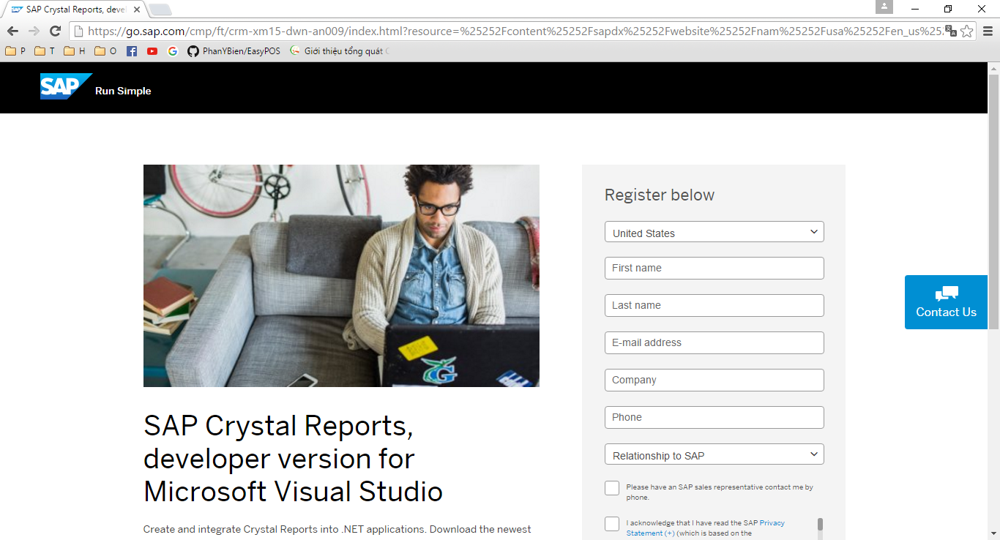 SAP Crystal Reports, deve
https://go.sap.com/cmp/ft/crm-xm15-dwn-an009/index.html?resource=%25252Fcontent%25252Fsapdx%25252Fwebsite%25252Fnam%25252Fusa%25252Fen_us%25
P T H O PhanYBien/EasyPOS Giới thiệu tổng quát
SAP Run Simple
Register below
United States
First name
Last name
E-mail address
Contact Us
Company
Phone
Relationship to SAP
Please have an SAP sales representative contact me by
phone.
I acknowledge that I have read the SAP Privacy
Statement (+) (which is based on the
SAP Crystal Reports,
developer version for
Microsoft Visual Studio
Create and integrate Crystal Reports into .NET applications. Download the newest